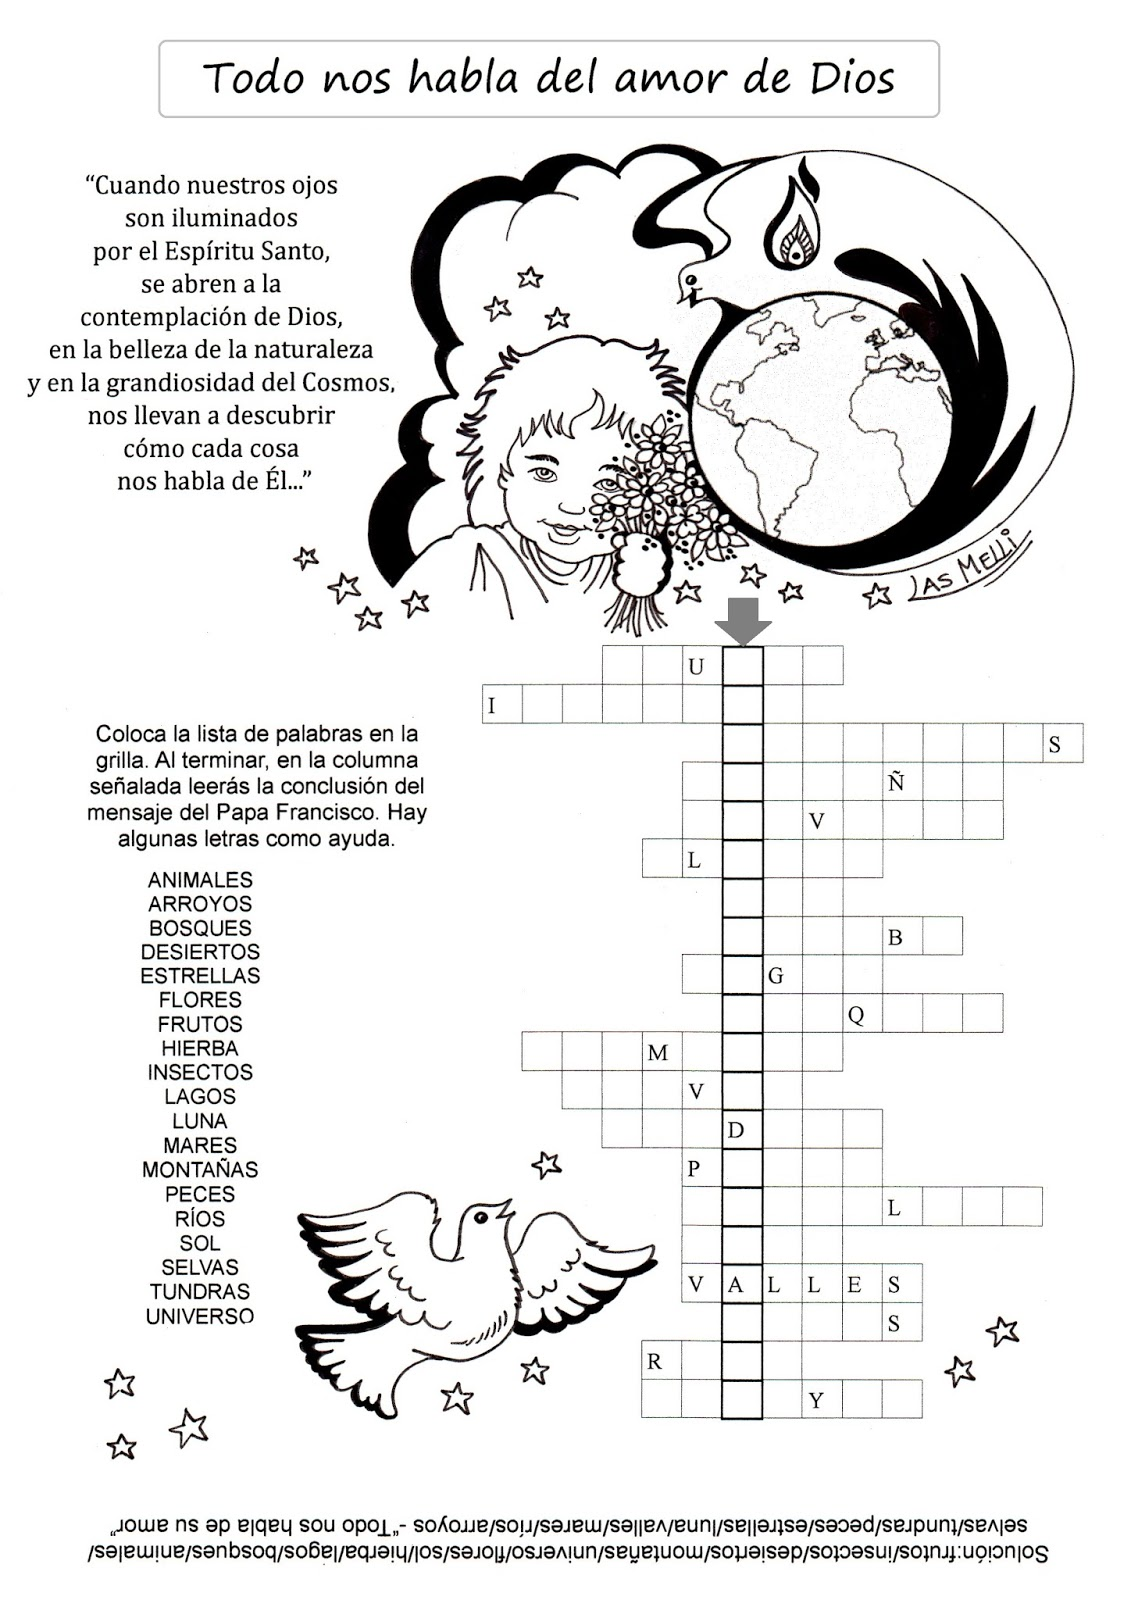 Todo nos habla del amor de Dios
“Cuando nuestros ojos
son iluminados
por el Espíritu Santo,
se abren a la
contemplación de Dios,
en la belleza de la naturaleza
y en la grandiosidad del Cosmos,
nos llevan a descubrir
cómo cada cosa
nos habla de Él...”
LAS MELLI
Coloca la lista de palabras en la
grilla. Al terminar, en la columna
señalada leerás la conclusión del
mensaje del Papa Francisco. Hay
algunas letras como ayuda.
ANIMALES
ARROYOS
BOSQUES
DESIERTOS
ESTRELLAS
FLORES
FRUTOS
HIERBA
INSECTOS
LAGOS
LUNA
MARES
MONTAÑAS
PECES
RÍOS
SOL
SELVAS
TUNDRAS
UNIVERSO
U
I
S
Ñ
V
L
B
G
Q
M
V
D
P
L
V A L L E S
S
R
Y
Solución:frutos/insectos/desiertos/montañas/universo/flores/sol/hierba/lagos/bosques/animales/
selvas/tundras/peces/estrellas/luna/valles/mares/ríos/arroyos -"Todo nos habla de su amor"